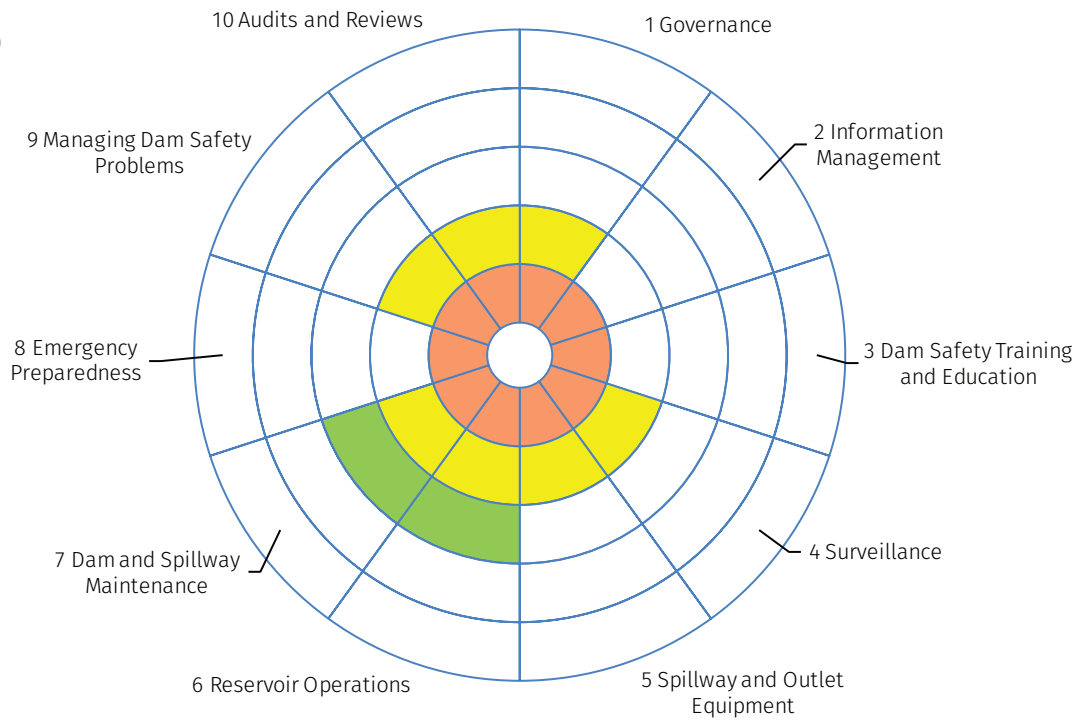 10 Audits and Reviews
1 Governance
2 Information
Management
3 Dam Safety Training
and Education
4 Surveillance
5 Spillway and Outlet
Equipment
6 Reservoir Operations
7 Dam and Spillway
Maintenance
8 Emergency
Preparedness
9 Managing Dam Safety
Problems